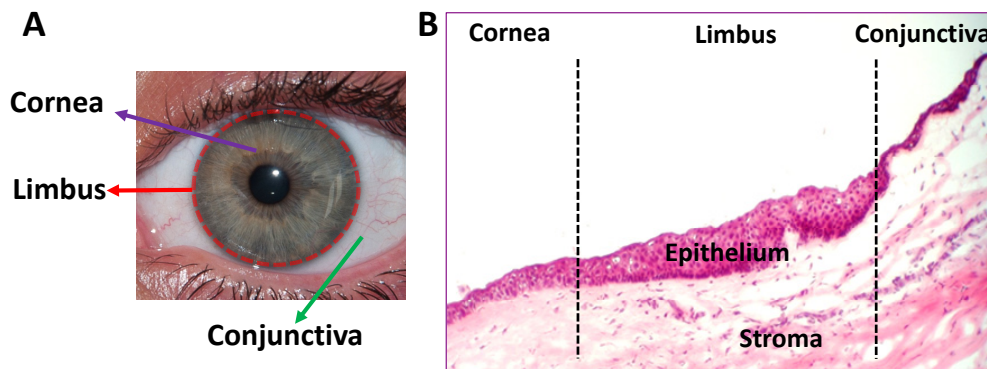 A
Cornea
Limbus
Conjunctiva
B
Cornea Limbus Conjunctiva
Epithelium
Stroma